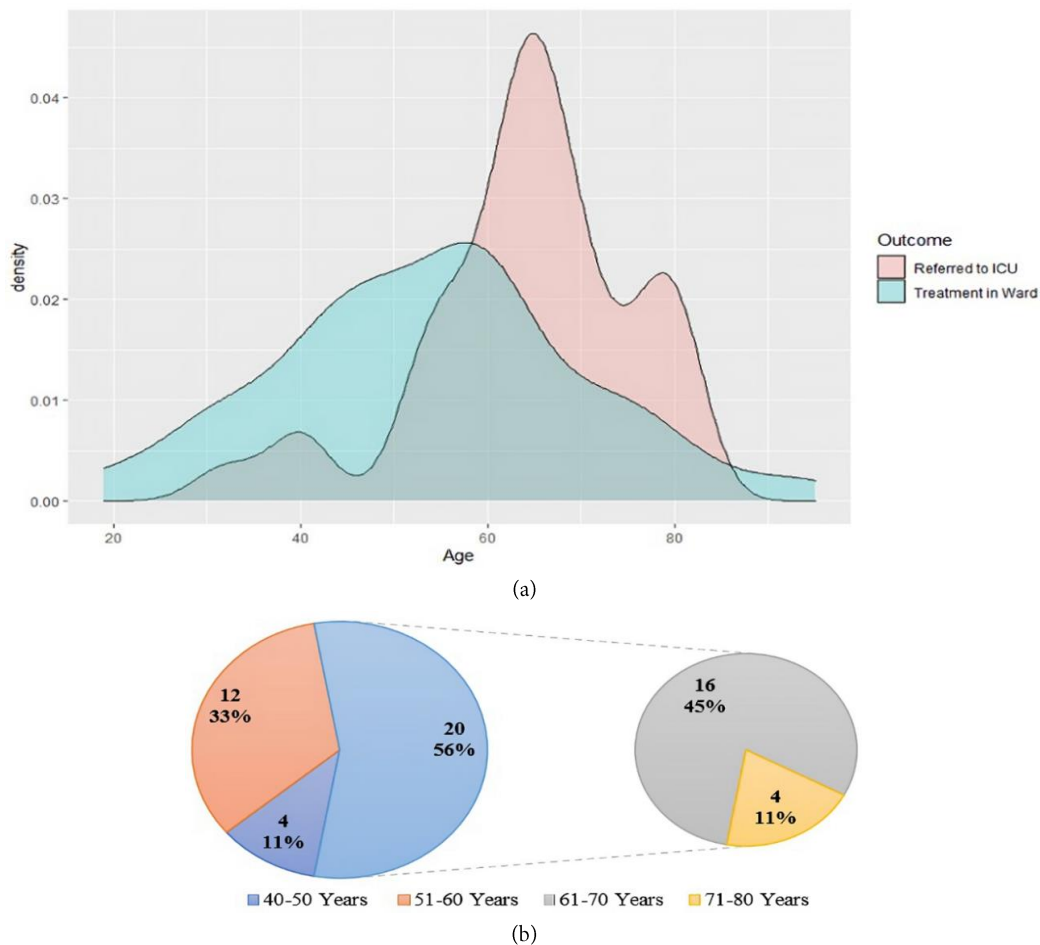 0.04
0.03
0.02
0.01
0.00
density
20 40 60 80
Age
Outcome
Referred to ICU
Treatment in Ward
(a)
12
33%
20
56%
4
11%
16
45%
4
11%
40-50 Years 51-60 Years 61-70 Years 71-80 Years
(b)